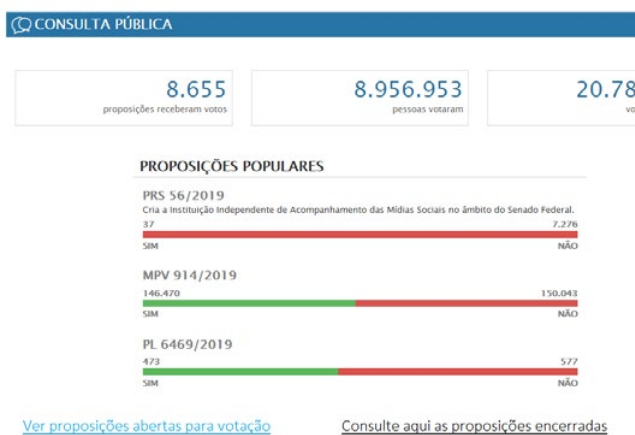 CONSULTA PÚBLICA
8.655
proposições receberam votos
8.956.953
pessoas votaram
20.78
vo
PROPOSIÇÕES POPULARES
PRS 56/2019
Cria a Instituição Independente de Acompanhamento das Mídias Sociais no âmbito do Senado Federal.
37 7.276
SIM NÃO
MPV 914/2019
146.470 150.043
SIM NÃO
PL 6469/2019
473 577
SIM NÃO
Ver proposições abertas para votação Consulte aqui as proposições encerradas